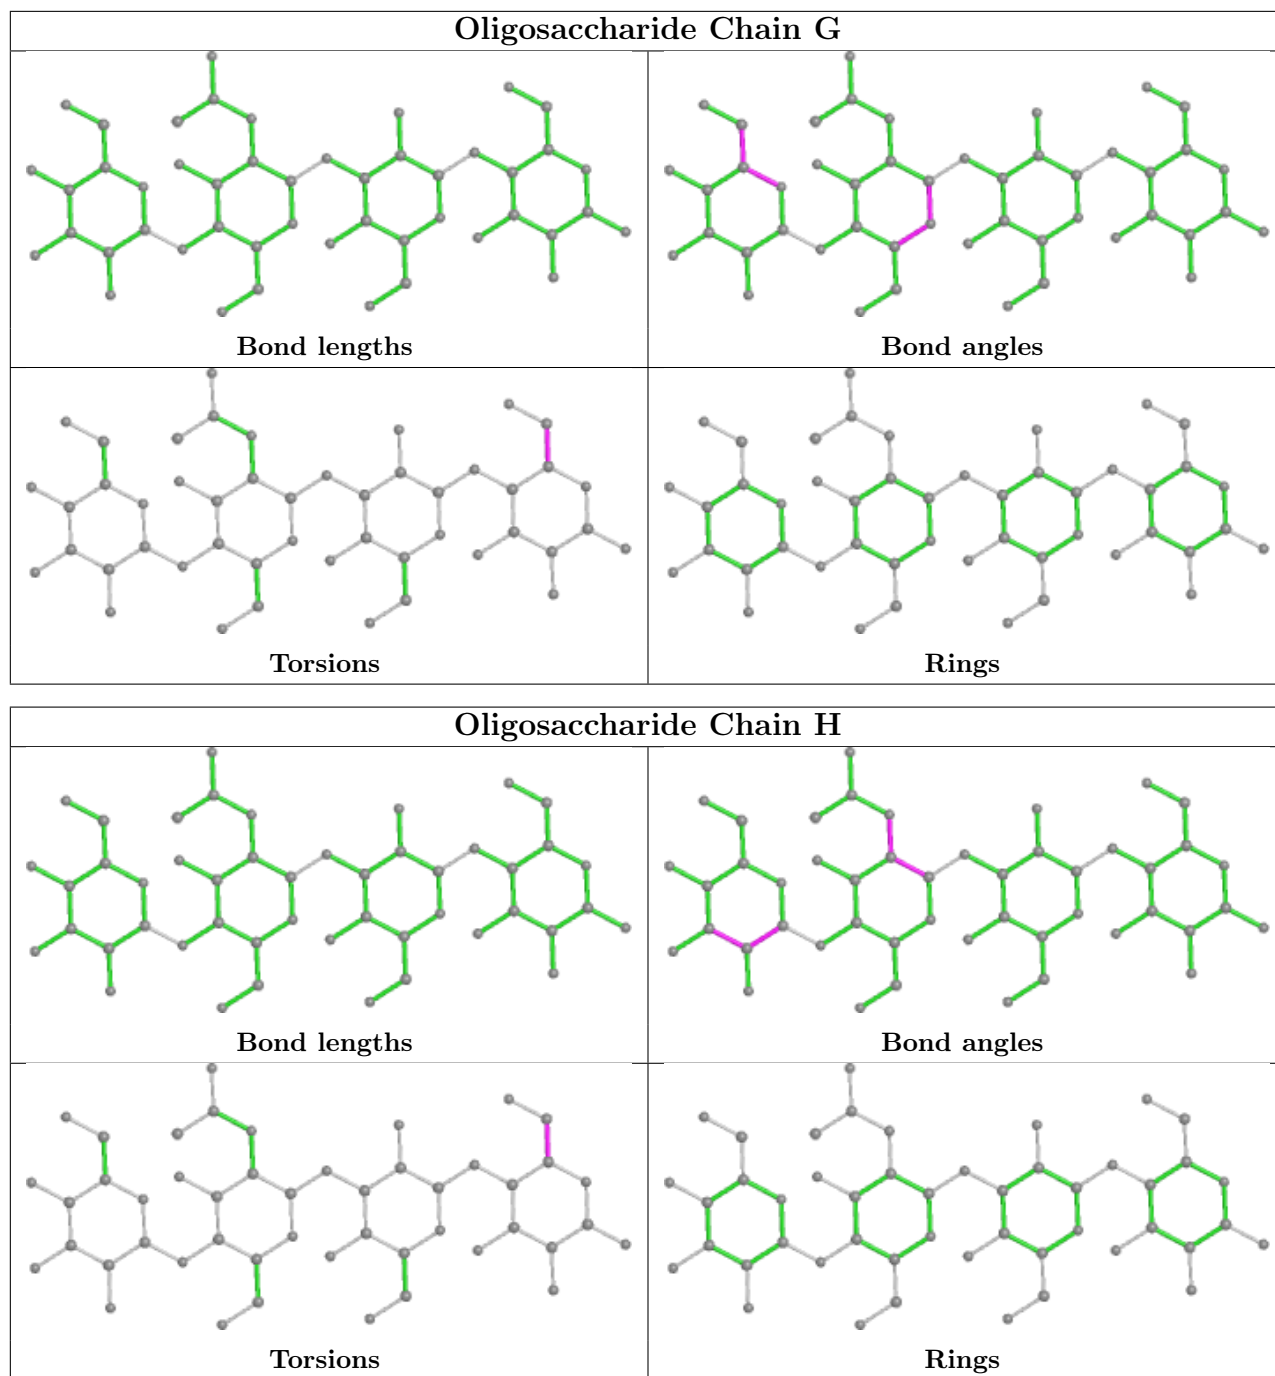 Oligosaccharide Chain G
Bond lengths
Bond angles
Torsions
Rings
Oligosaccharide Chain H
Bond lengths
Bond angles
Torsions
Rings